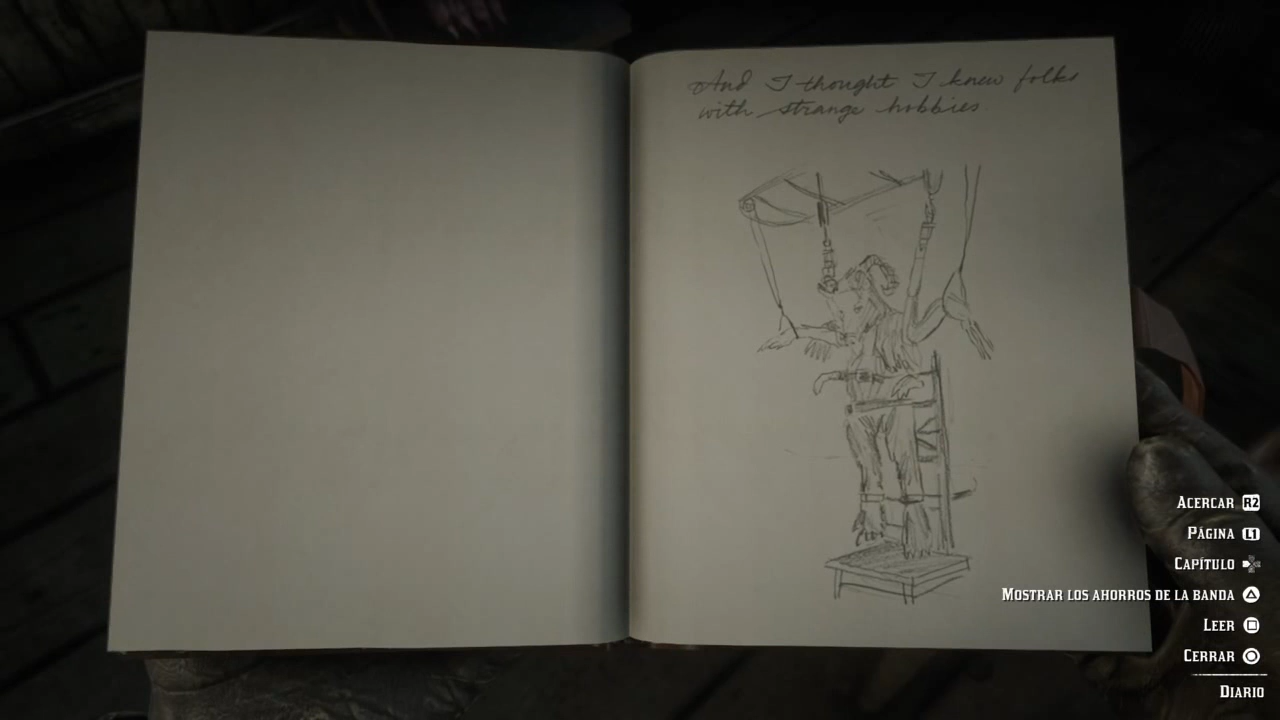 And I thought I knew folks
with strange hobbies
ACERCAR R2
PÁGINA L1
CAPÍTULO
MOSTRAR LOS AHORROS DE LA BANDA
LEER
CERRAR
DIARIO